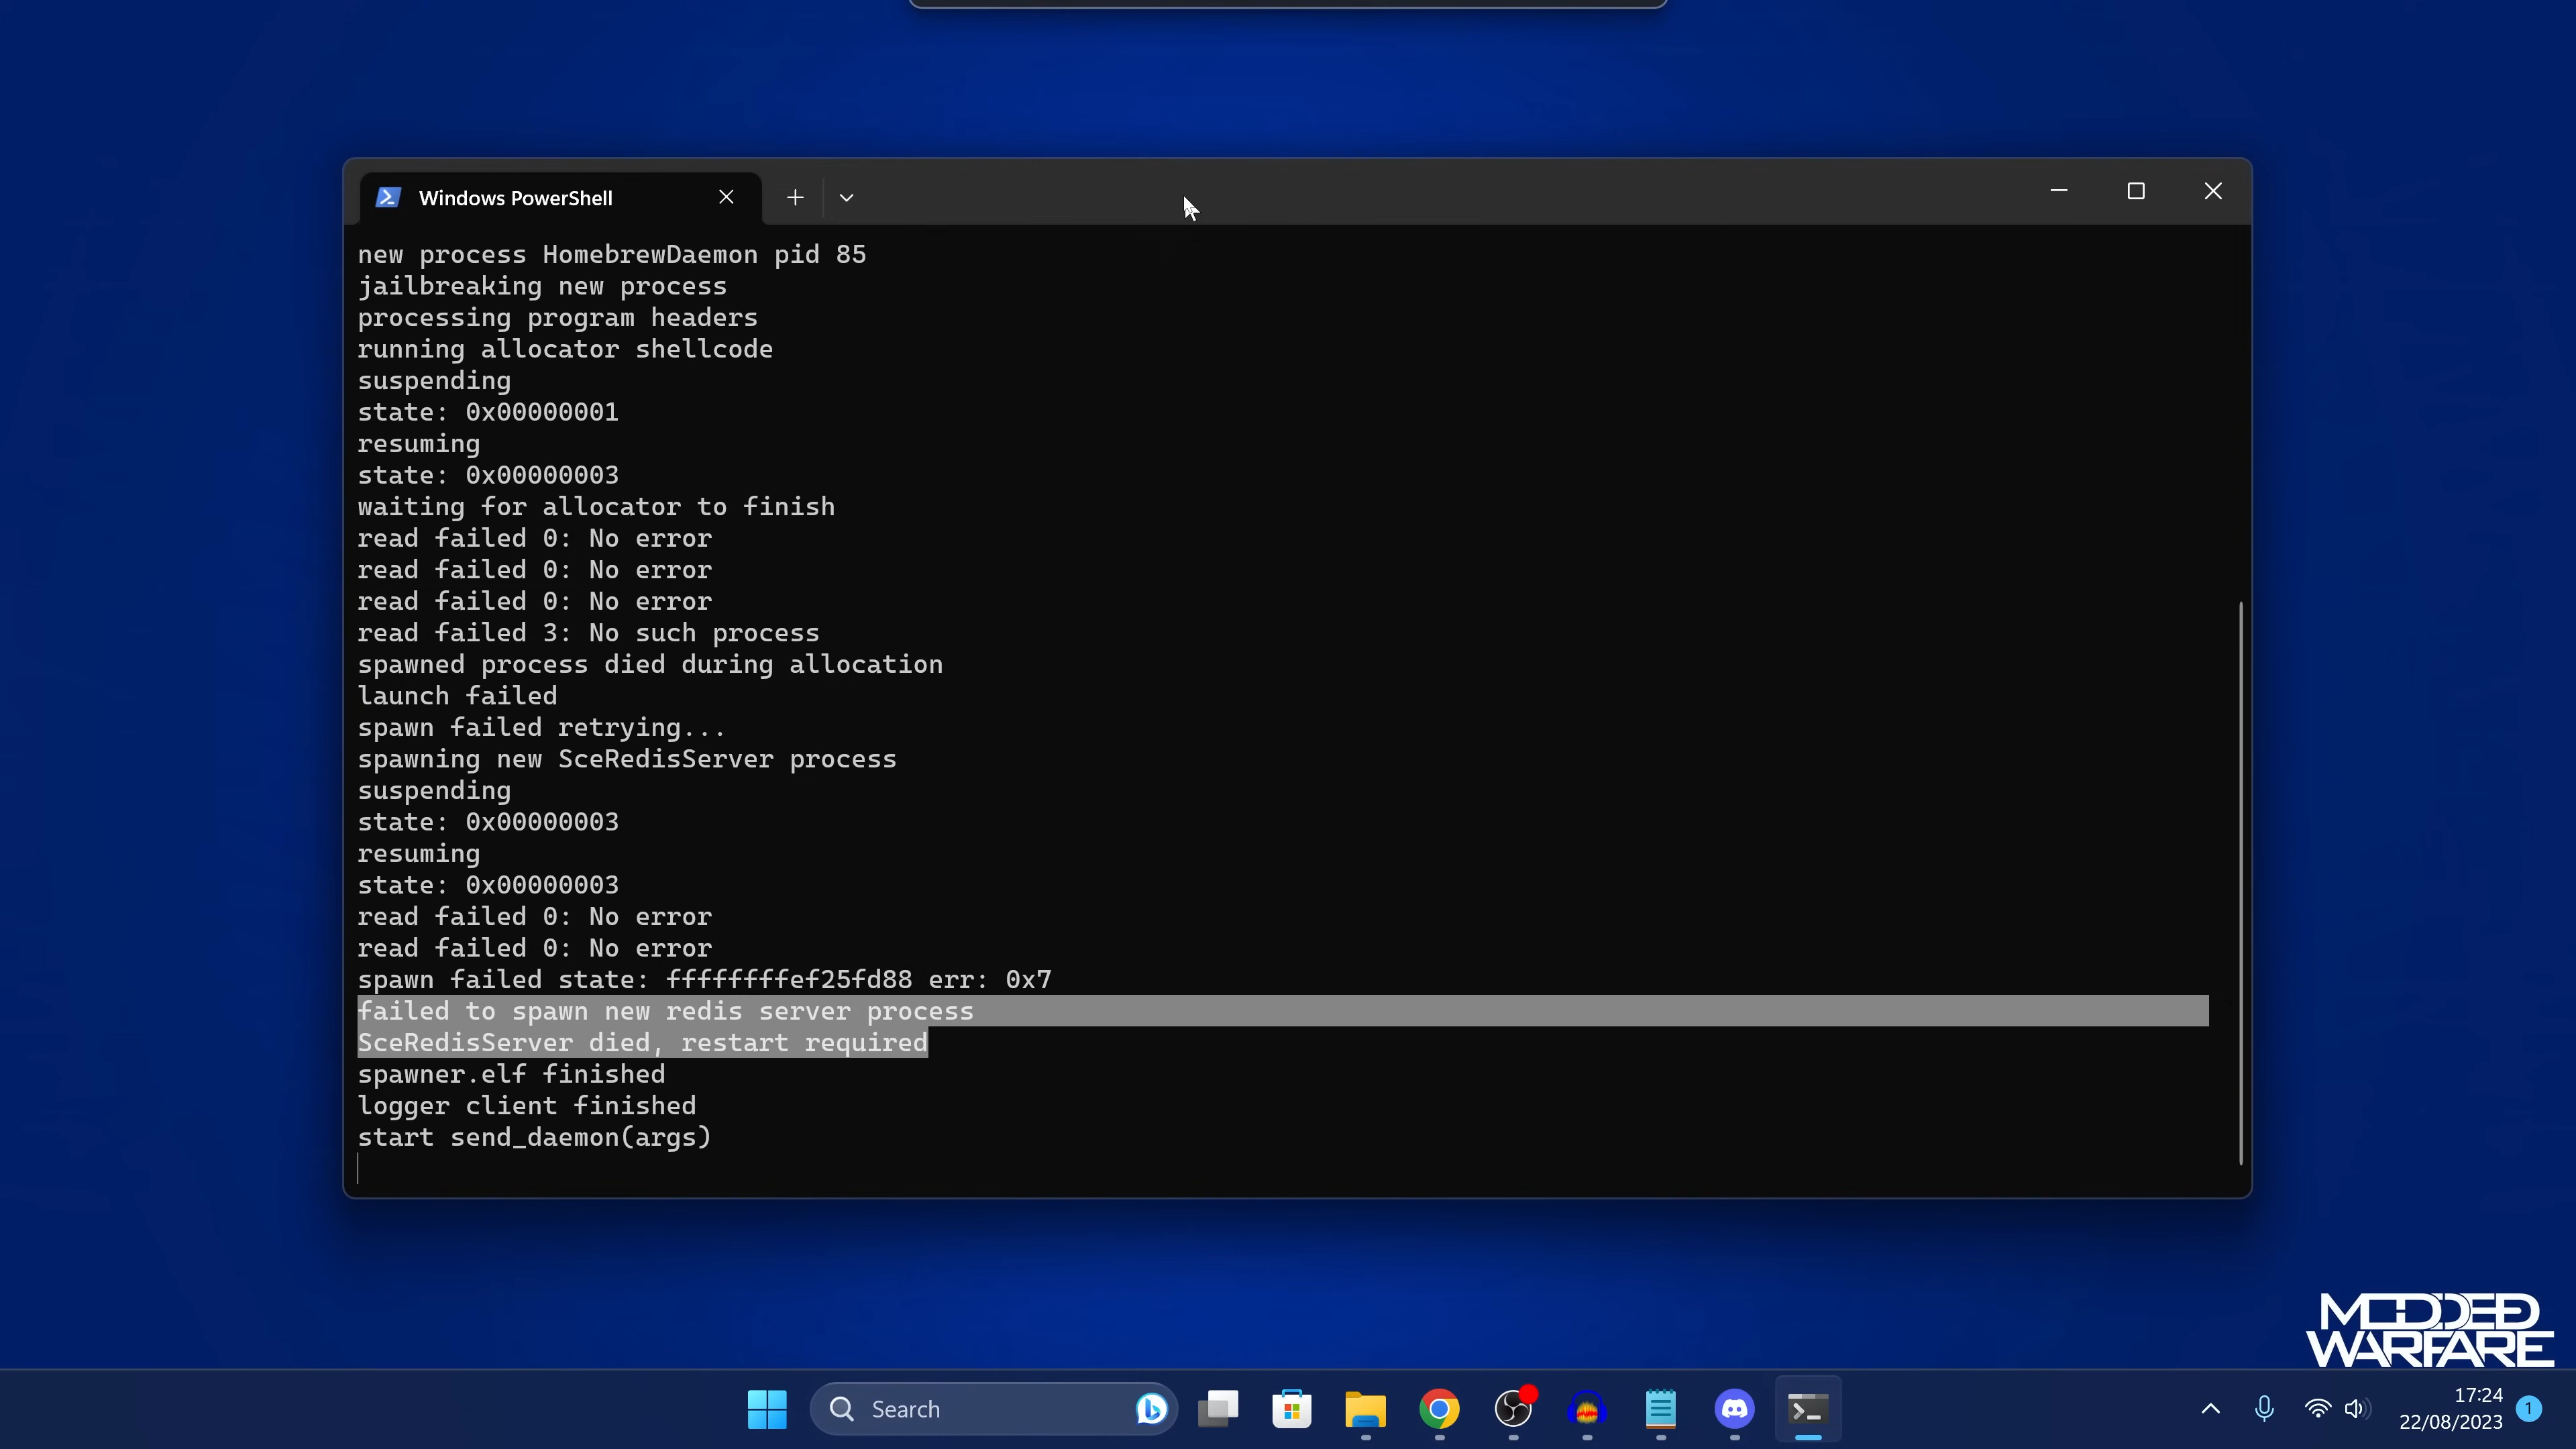 Windows PowerShell
new process HomebrewDaemon pid 85
jailbreaking new process
processing program headers
running allocator shellcode
suspending
state: 0x00000001
resuming
state: 0x00000003
waiting for allocator to finish
read failed 0: No error
read failed 0: No error
read failed 0: No error
read failed 3: No such process
spawned process died during allocation
launch failed
spawn failed retrying...
spawning new SceRedisServer process
suspending
state: 0x00000003
resuming
state: 0x00000003
read failed 0: No error
read failed 0: No error
spawn failed state: ffffffffef25fd88 err: 0x7
failed to spawn new redis server process
SceRedisServer died, restart required
spawner.elf finished
logger client finished
start send_daemon(args)
MODDED
WARFARE
Search
17:24
22/08/2023
1